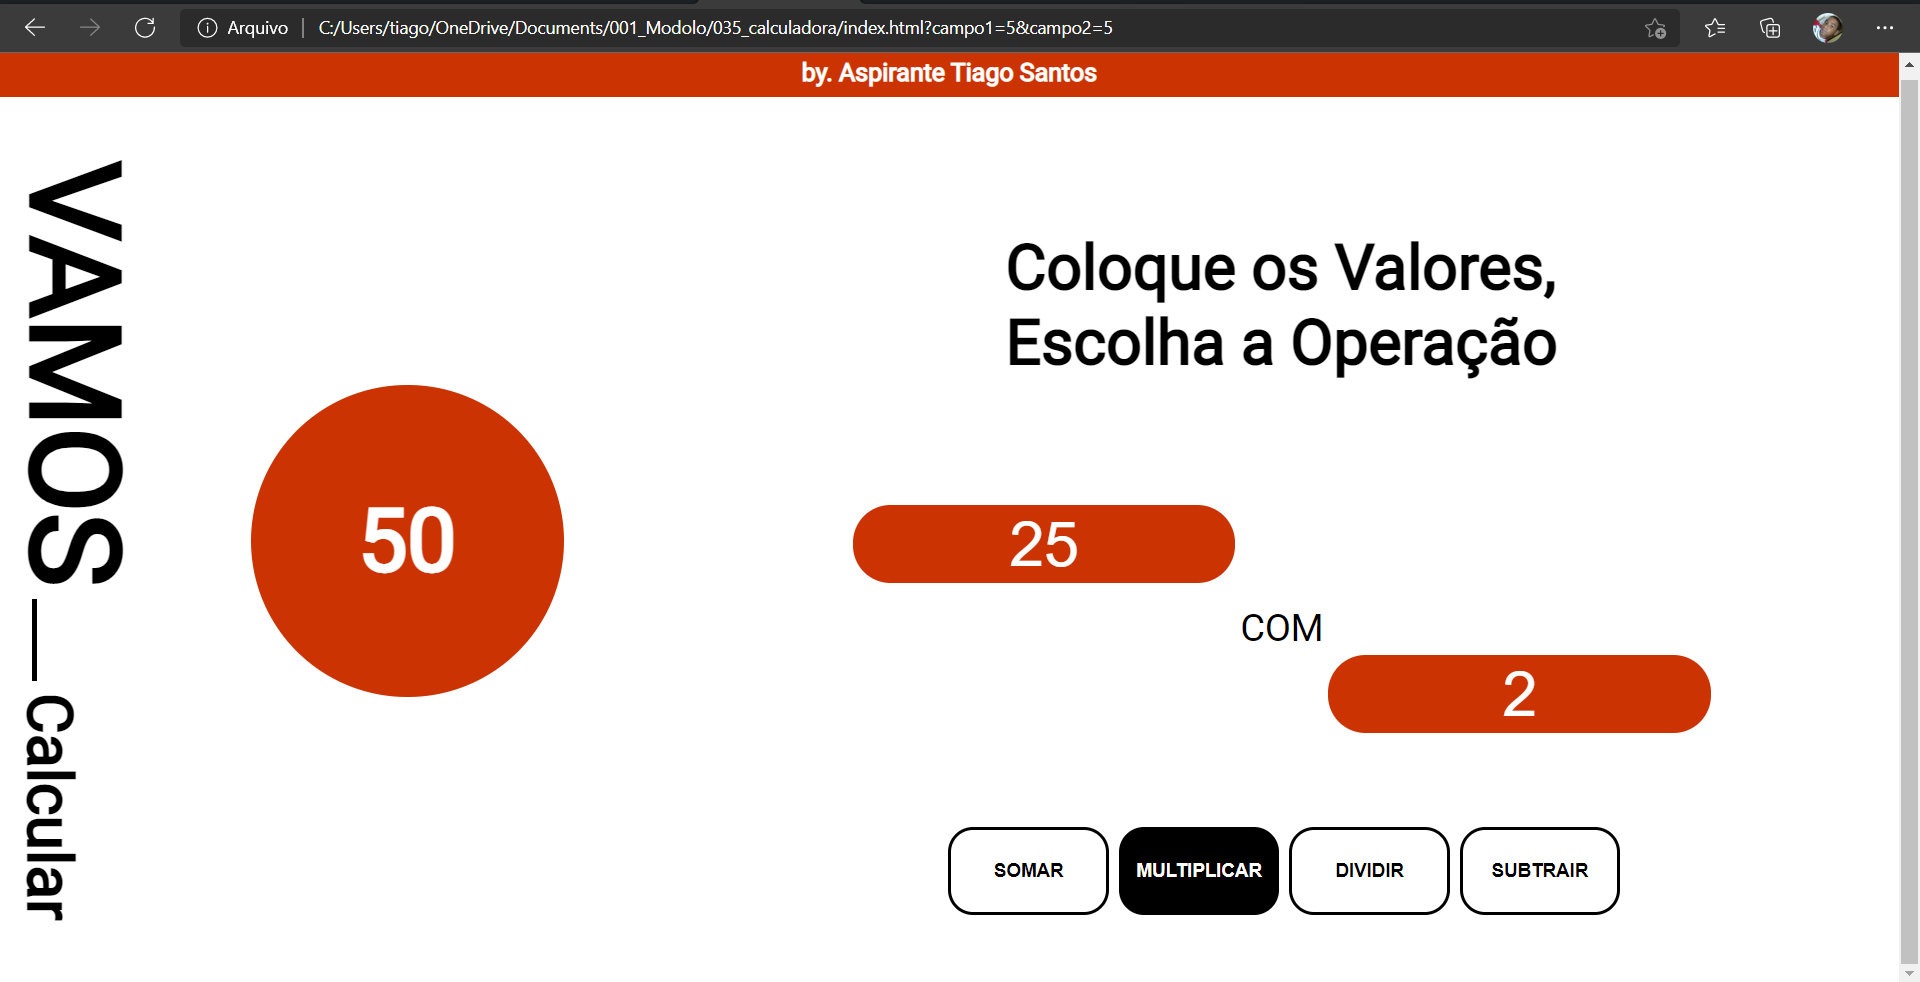 Arquivo
C:/Users/tiago/OneDrive/Documents/001_Modolo/035_calculadora/index.html?campo1=5&campo2=5
by. Aspirante Tiago Santos
VAMOS
Calcular
50
Coloque os Valores,
Escolha a Operação
25
COM
2
SOMAR
MULTIPLICAR
DIVIDIR
SUBTRAIR